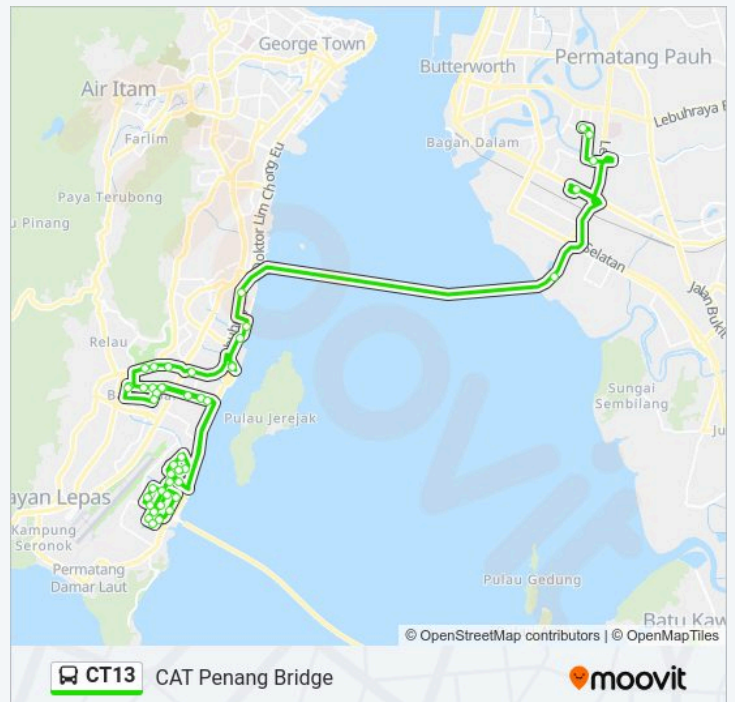 George Town
Permatang Pauh
Butterworth
Air Itam
Lebuhraya B
Farlim
Bagan Dalam
Doktor Lim Chong Eu
Paya Terubong
u Pinang
Selatan
Jalan Bukit
Relau
Sungai
Sembilang
Pulau Jerejak
Ju
ayan Lepas
Kampung
Seronok
Permatang
Damar Laut
Pulau Gedung
Batu Kaw
moovit
© OpenStreetMap contributors | © OpenMapTiles
CT13 CAT Penang Bridge
moovit